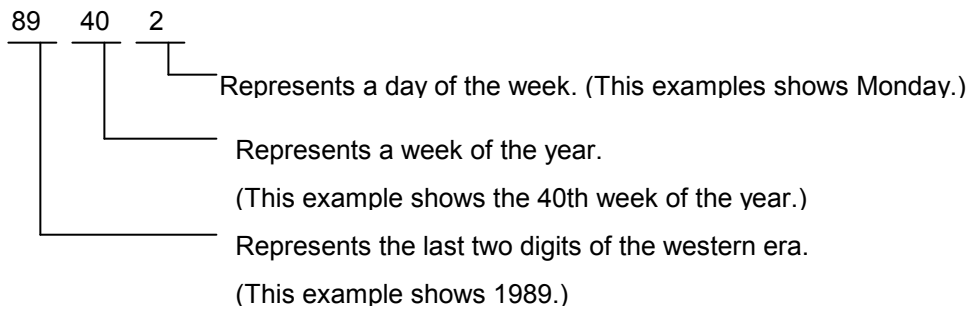 89 40 2
Represents a day of the week. (This examples shows Monday.)
Represents a week of the year.
(This example shows the 40th week of the year.)
Represents the last two digits of the western era.
(This example shows 1989.)